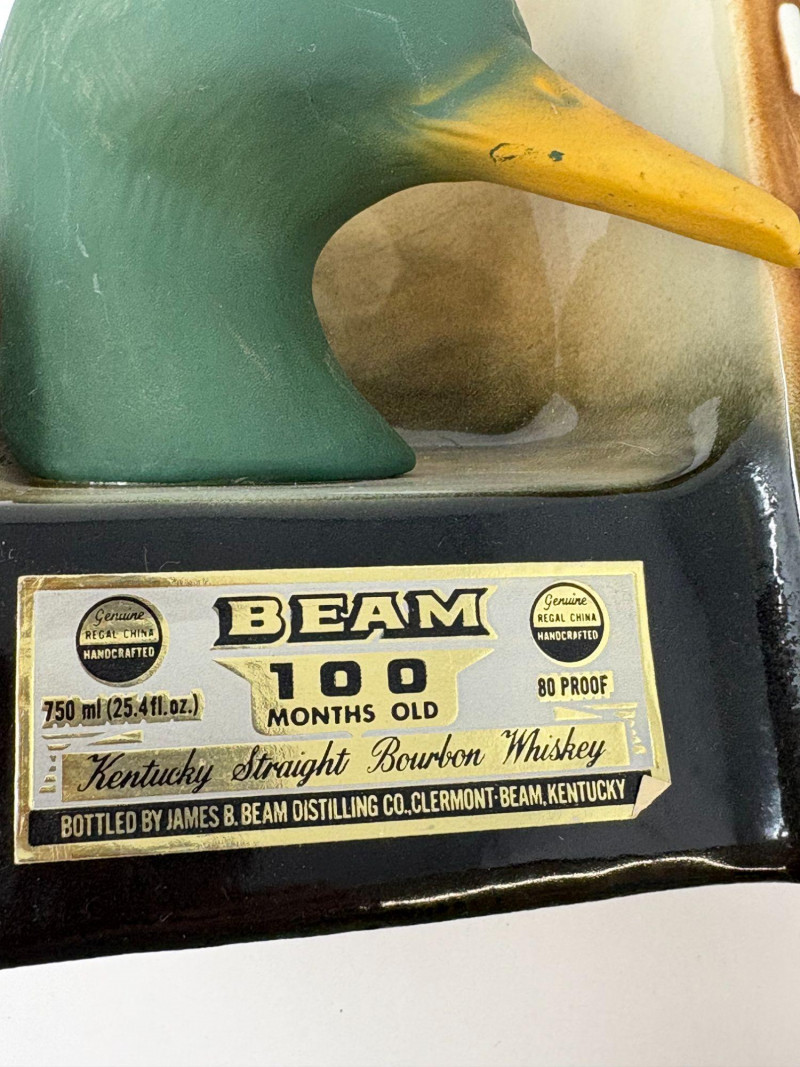 BEAM
Genuine
REGAL CHINA
HANDCRAFTED
Genuine
REGAL CHINA
HANDCRAFTED
100
MONTHS OLD
750 ml (25.4 fl. oz.)
80 PROOF
Kentucky Straight Bourbon Whiskey
BOTTLED BY JAMES B. BEAM DISTILLING CO., CLERMONT-BEAM, KENTUCKY